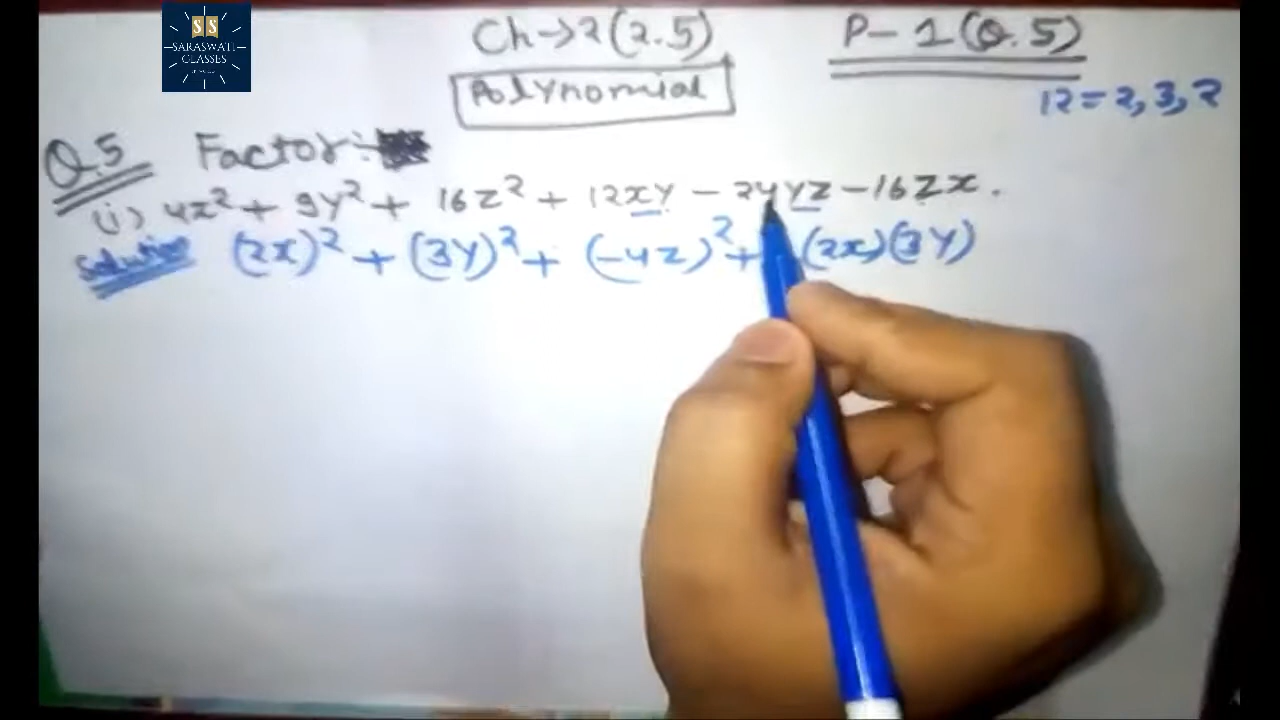 S S
SARASWATI
CLASSES
Ch→2(2.5)
P-1(Q.5)
Polynomial
12=2,3,2
Q.5 Factor:-
(i) 4x² + 9y² + 16z² + 12xy - 24yz - 16zx.
Solution (2x)² + (3y)² + (-4z)² + (2x)(3y)